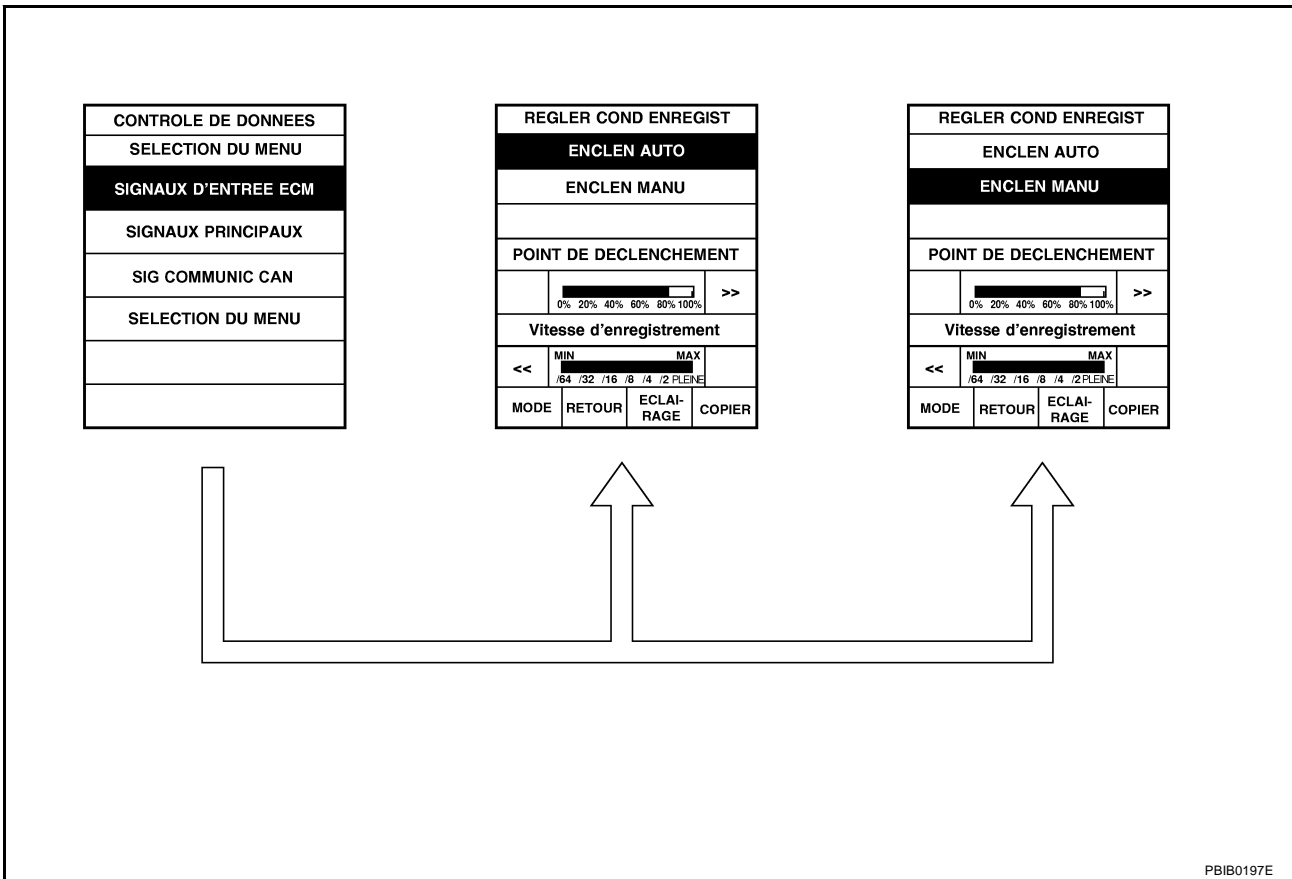 CONTROLE DE DONNEES
SELECTION DU MENU
SIGNAUX D'ENTREE ECM
SIGNAUX PRINCIPAUX
SIG COMMUNIC CAN
SELECTION DU MENU
REGLER COND ENREGIST
ENCLEN AUTO
ENCLEN MANU
POINT DE DECLENCHEMENT
>>
0% 20% 40% 60% 80% 100%
Vitesse d'enregistrement
MIN MAX
<<
/64 /32 /16 /8 /4 /2 PLEINE
MODE RETOUR ECLAI-
RAGE COPIER
REGLER COND ENREGIST
ENCLEN AUTO
ENCLEN MANU
POINT DE DECLENCHEMENT
>>
0% 20% 40% 60% 80% 100%
Vitesse d'enregistrement
MIN MAX
<<
/64 /32 /16 /8 /4 /2 PLEINE
MODE RETOUR ECLAI-
RAGE COPIER
PBIB0197E